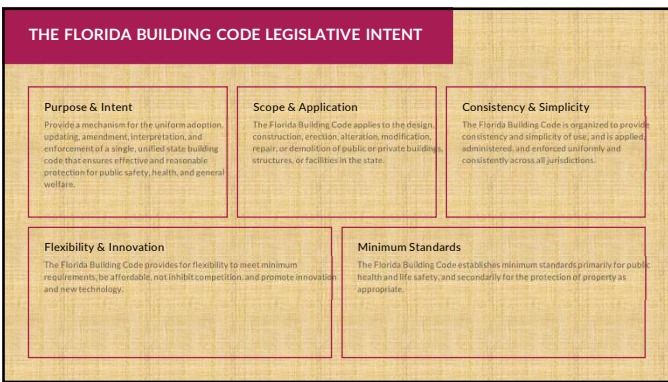 THE FLORIDA BUILDING CODE LEGISLATIVE INTENT
Purpose & Intent
Provide a mechanism for the uniform adoption,
updating, amendment, interpretation, and
enforcement of a single, unified state building
code that ensures effective and reasonable
protection for public safety, health, and general
welfare.
Scope & Application
The Florida Building Code applies to the design,
construction, erection, alteration, modification,
repair, or demolition of public or private buildings,
structures, or facilities in the state.
Consistency & Simplicity
The Florida Building Code is organized to provide
consistency and simplicity of use, and is applied,
administered, and enforced uniformly and
consistently across all jurisdictions.
Flexibility & Innovation
The Florida Building Code provides for flexibility to meet minimum
requirements, be affordable, not inhibit competition, and promote innovation
and new technology.
Minimum Standards
The Florida Building Code establishes minimum standards primarily for public
health and life safety, and secondarily for the protection of property as
appropriate.